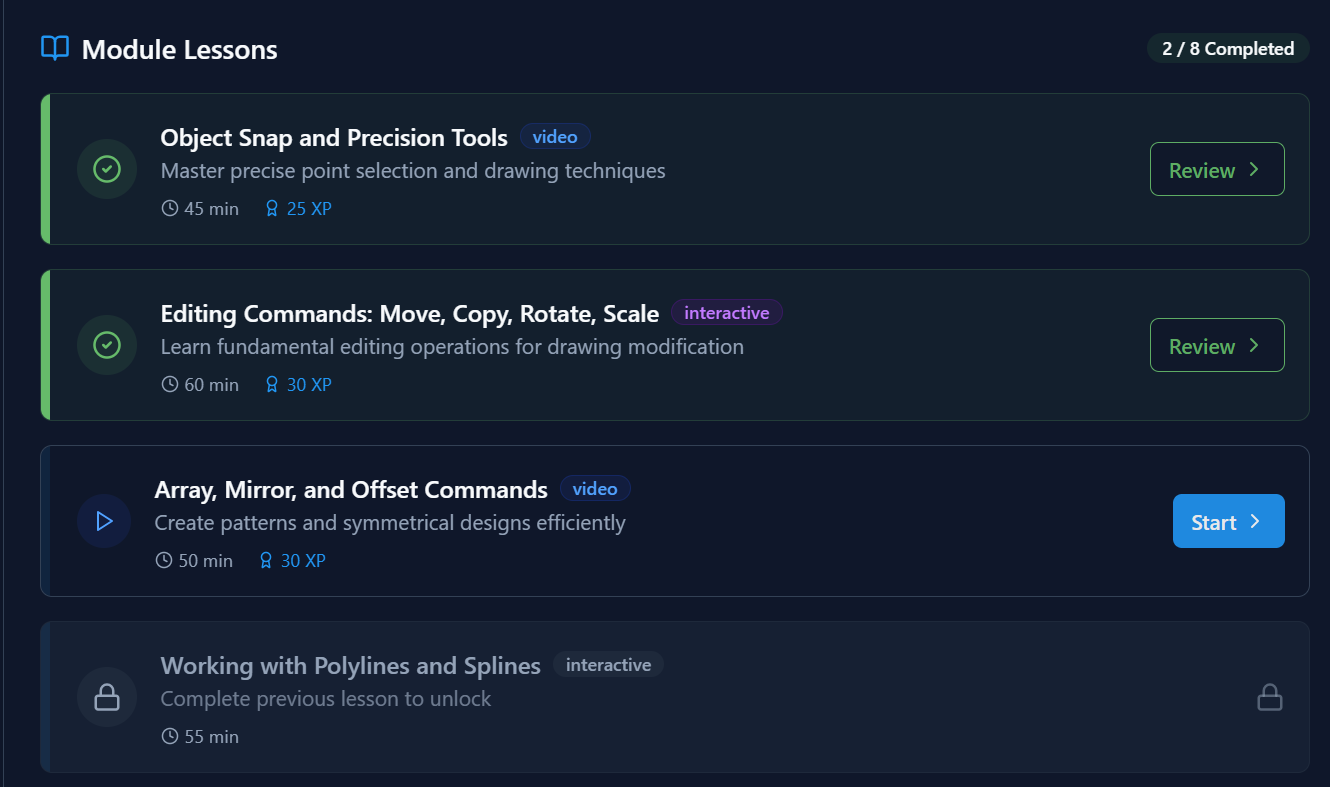 Module Lessons
2 / 8 Completed
Object Snap and Precision Tools video
Master precise point selection and drawing techniques
45 min 25 XP
Review
Editing Commands: Move, Copy, Rotate, Scale interactive
Learn fundamental editing operations for drawing modification
60 min 30 XP
Review
Array, Mirror, and Offset Commands video
Create patterns and symmetrical designs efficiently
50 min 30 XP
Start
Working with Polylines and Splines interactive
Complete previous lesson to unlock
55 min